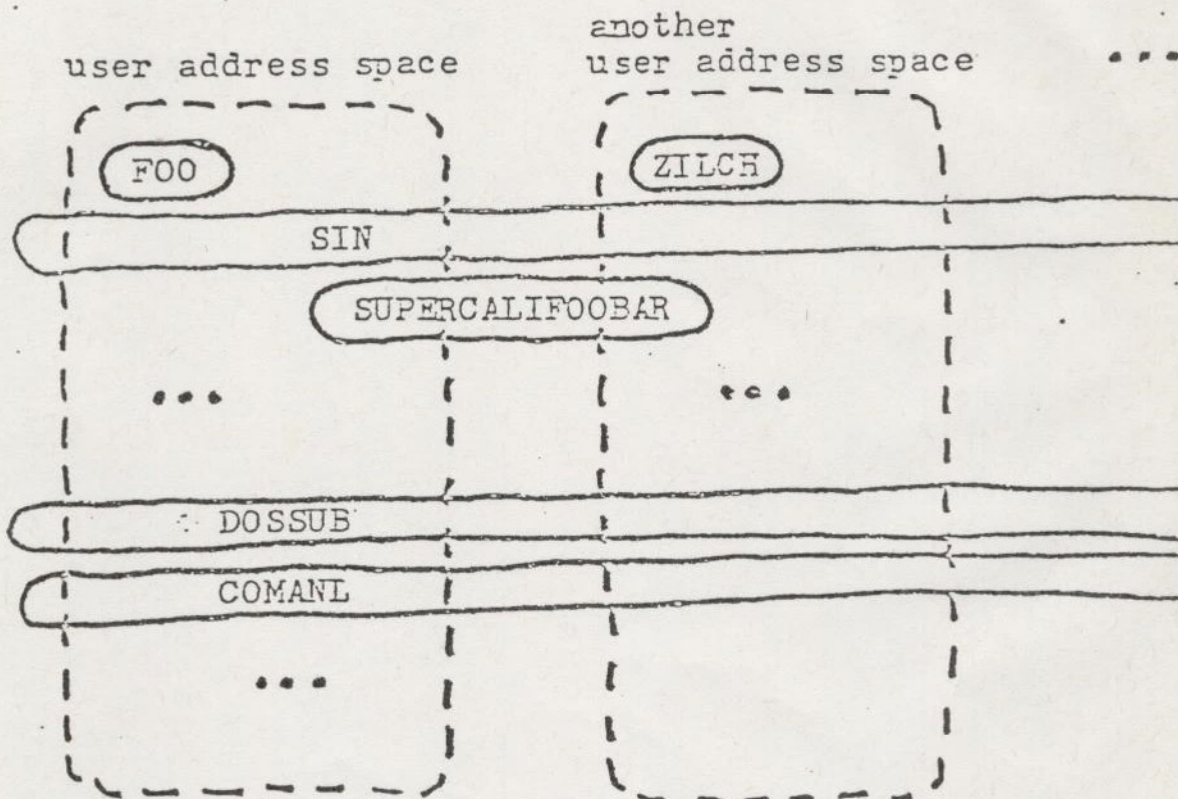 another
user address space
user address space
...
FOO
ZILCH
SIN
SUPERCALIFOOBAR
...
...
DOSSUB
COMANL
...